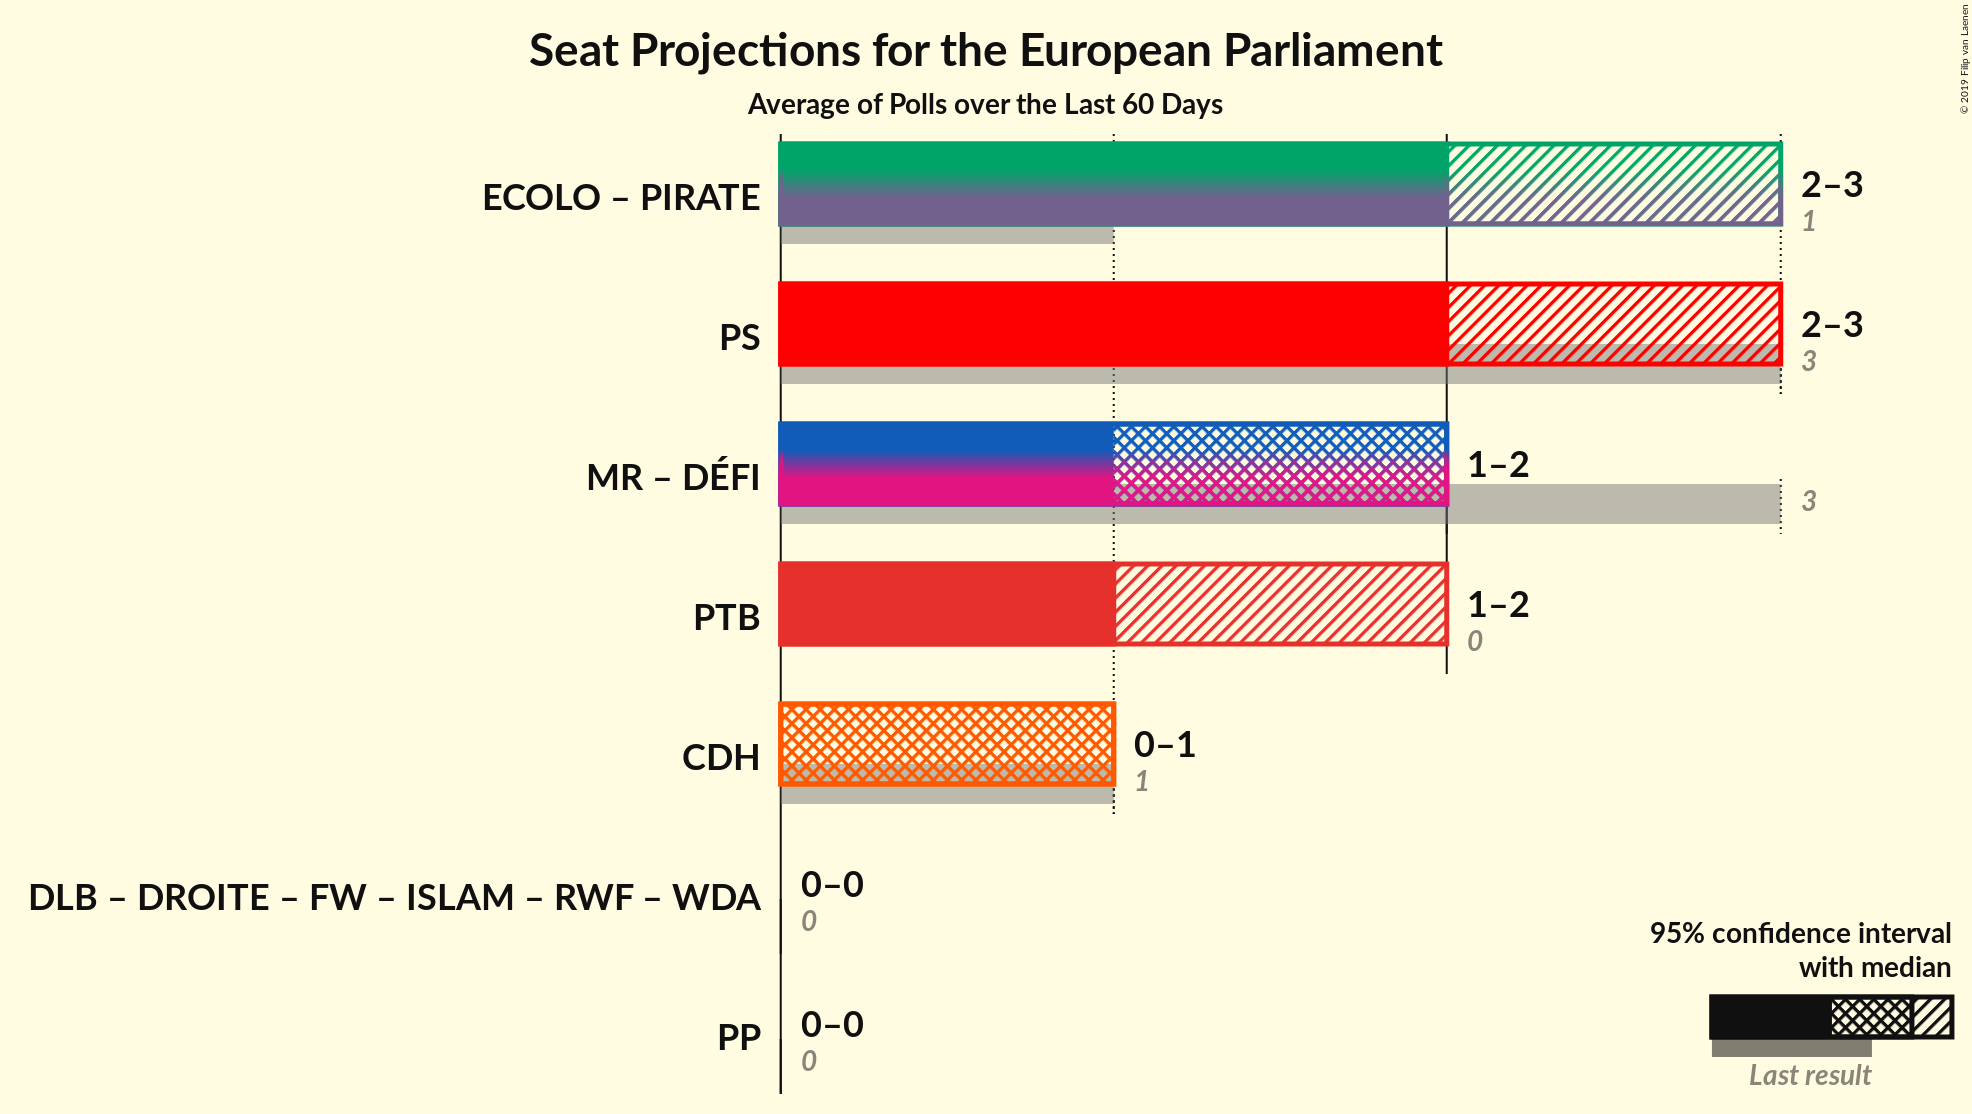 Seat Projections for the European Parliament
Average of Polls over the Last 60 Days
© 2019 Filip van Laenen
ECOLO – PIRATE
2–3
1
PS
2–3
3
MR – DÉFI
1–2
3
PTB
1–2
0
CDH
0–1
1
DLB – DROITE – FW – ISLAM – RWF – WDA
0–0
0
PP
0–0
0
95% confidence interval
with median
Last result